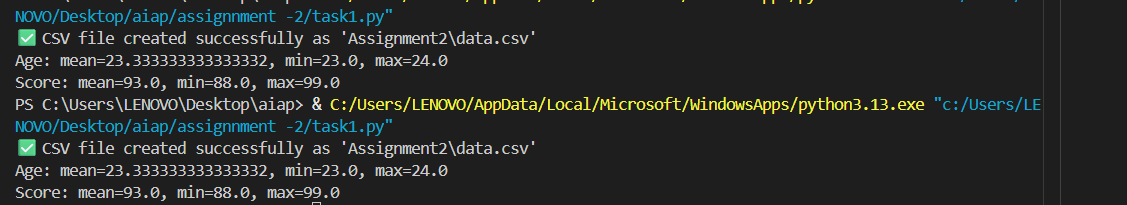 NOVO/Desktop/aiap/assignnment -2/task1.py"
✅ CSV file created successfully as 'Assignment2\data.csv'
Age: mean=23.333333333333332, min=23.0, max=24.0
Score: mean=93.0, min=88.0, max=99.0
PS C:\Users\LENOVO\Desktop\aiap> & C:/Users/LENOVO/AppData/Local/Microsoft/WindowsApps/python3.13.exe "c:/Users/LE
NOVO/Desktop/aiap/assignnment -2/task1.py"
✅ CSV file created successfully as 'Assignment2\data.csv'
Age: mean=23.333333333333332, min=23.0, max=24.0
Score: mean=93.0, min=88.0, max=99.0